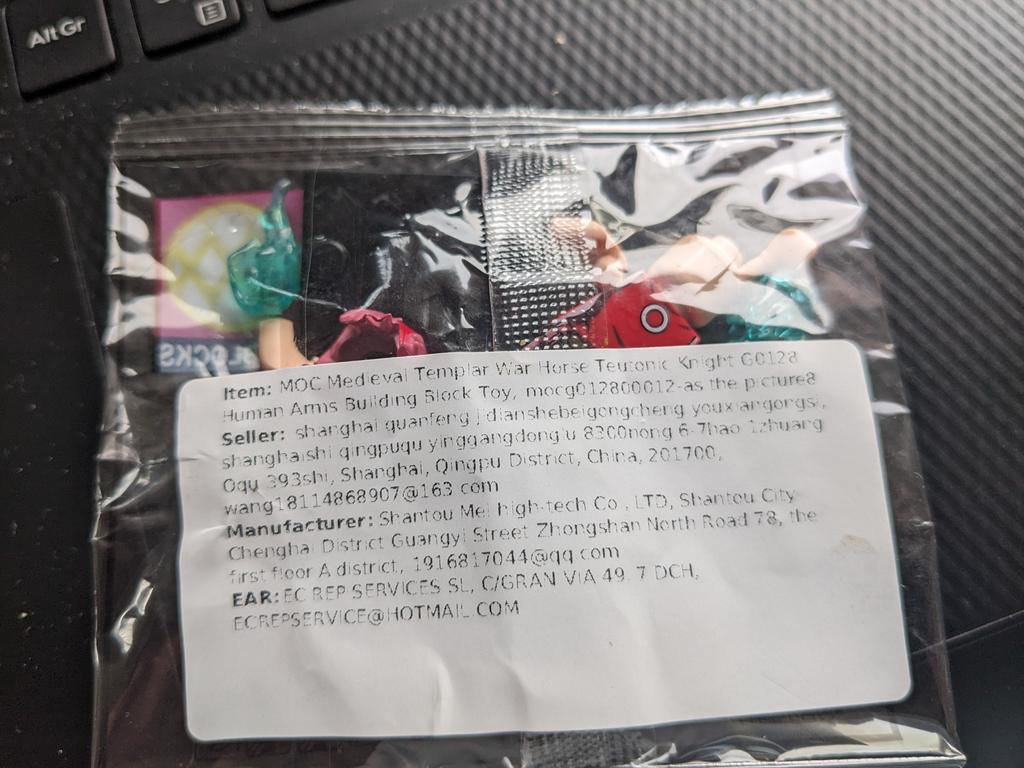 Alt Gr
BLOCKS
Item: MOC Medieval Templar War Horse Teutonic Knight G0128
Human Arms Building Block Toy, mocg012800012-as the picture8
Seller: shanghai quanfeng jidianshebeigongcheng youxiangongsi,
shanghaishi qingpuqu yinggangdonglu 8300nong 6-7hao 1zhuang
Oqu 393shi, Shanghai, Qingpu District, China, 201700,
wang18114868907@163.com
Manufacturer: Shantou Mei high-tech Co., LTD, Shantou City
Chenghai District Guangyi Street Zhongshan North Road 78, the
first floor A district, 1916817044@qq.com
EAR: EC REP SERVICES SL, C/GRAN VIA 49. 7 DCH,
ECREPSERVICE@HOTMAIL.COM